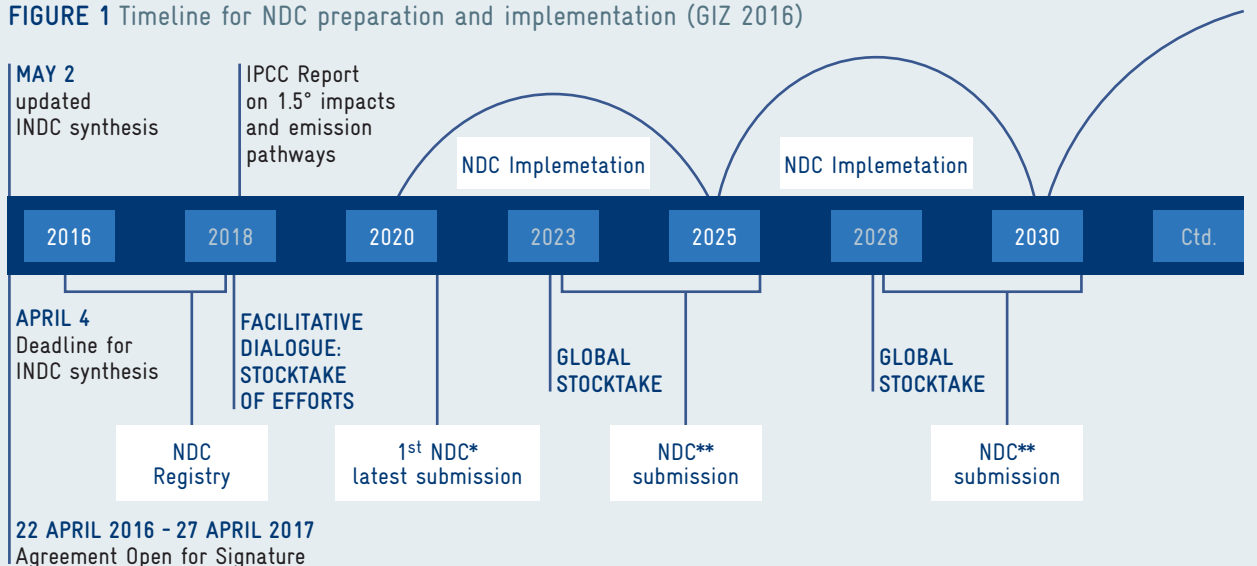 FIGURE 1 Timeline for NDC preparation and implementation (GIZ 2016)
MAY 2
updated
INDC synthesis
IPCC Report
on 1.5° impacts
and emission
pathways
NDC Implemetation
NDC Implemetation
2016
2018
2020
2023
2025
2028
2030
Ctd.
APRIL 4
Deadline for
INDC synthesis
FACILITATIVE
DIALOGUE:
STOCKTAKE
OF EFFORTS
GLOBAL
STOCKTAKE
GLOBAL
STOCKTAKE
NDC
Registry
1st NDC*
latest submission
NDC**
submission
NDC**
submission
22 APRIL 2016 - 27 APRIL 2017
Agreement Open for Signature